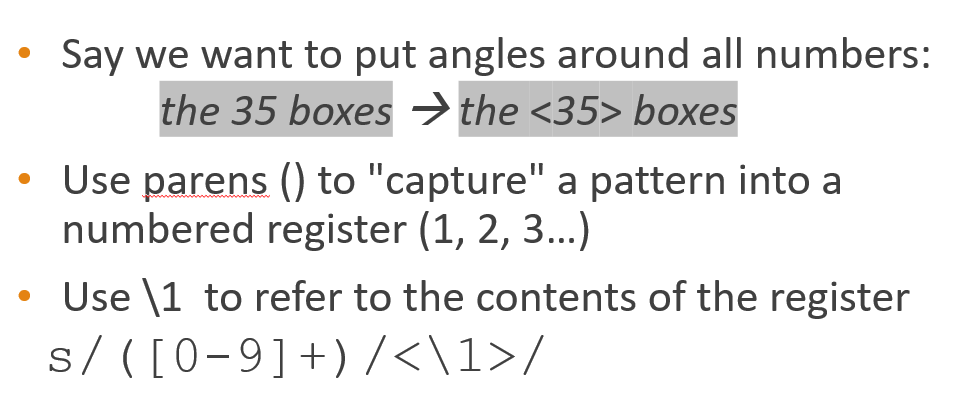 • Say we want to put angles around all numbers:
the 35 boxes → the <35> boxes
• Use parens () to "capture" a pattern into a
numbered register (1, 2, 3…)
• Use \1 to refer to the contents of the register
s/([0-9]+)/<\1>/